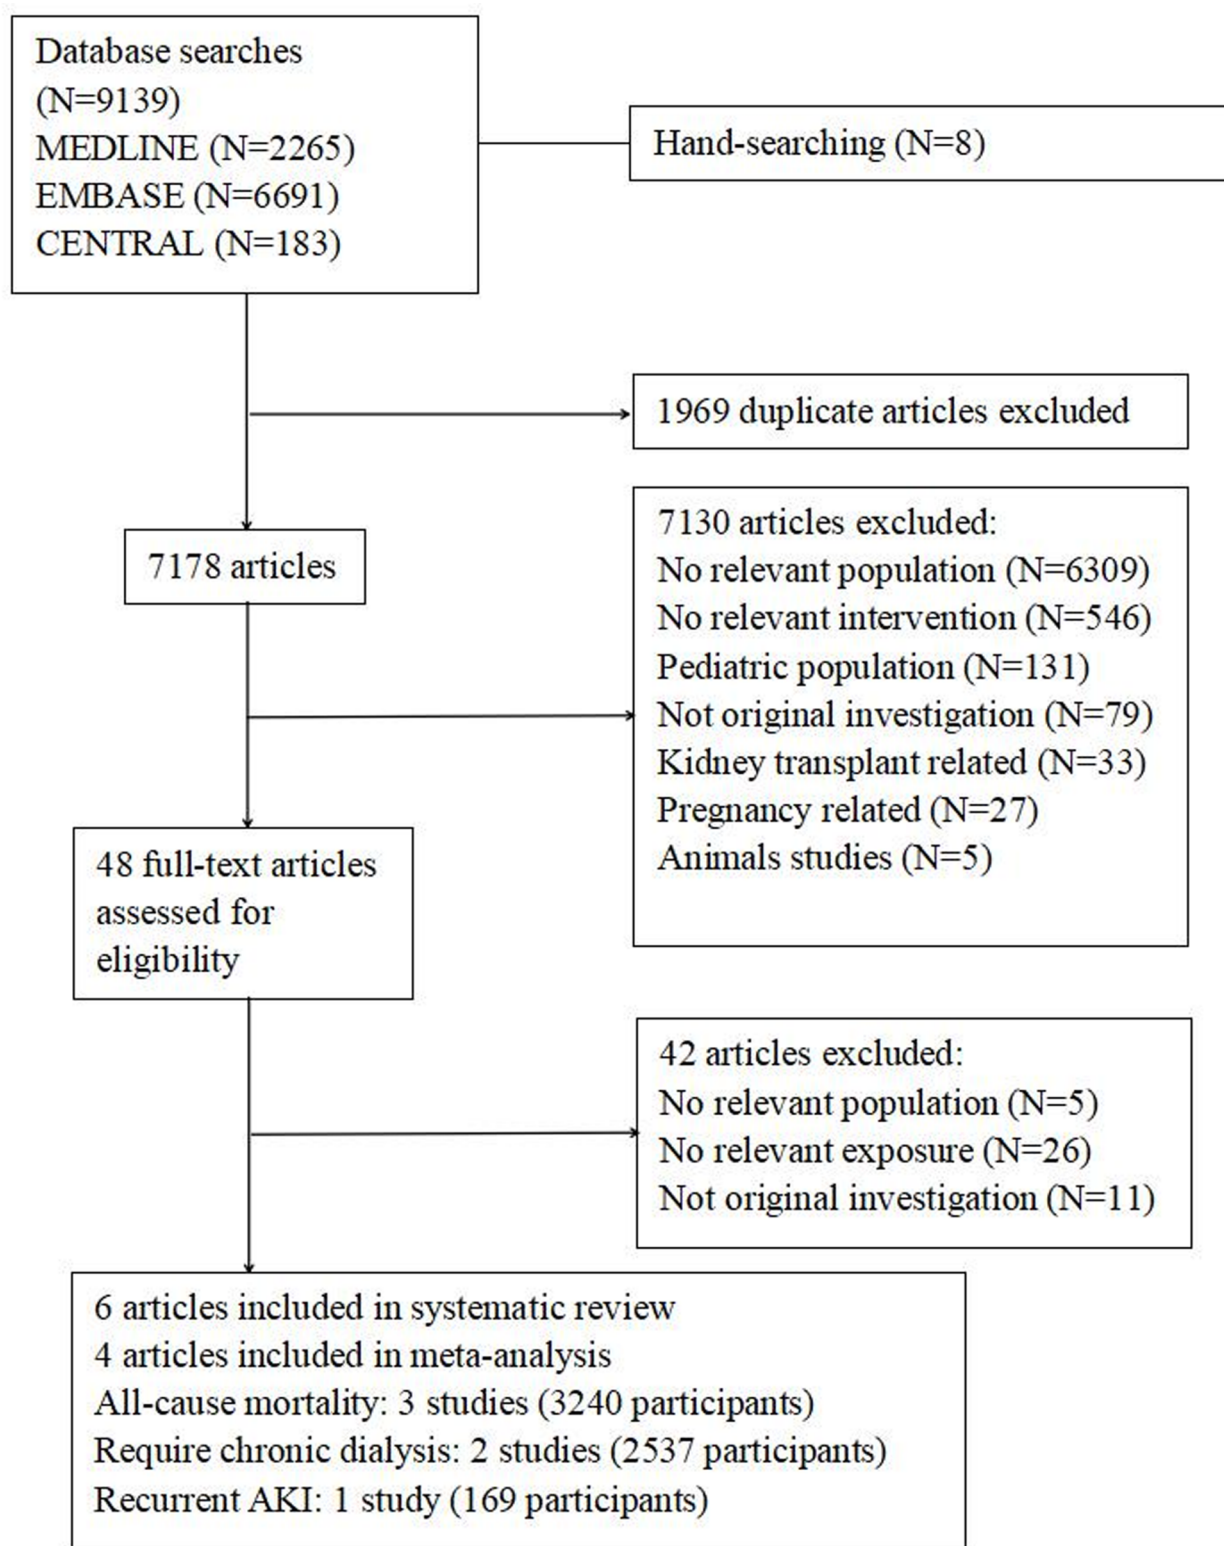 Database searches
(N=9139)
MEDLINE (N=2265)
EMBASE (N=6691)
CENTRAL (N=183)
Hand-searching (N=8)
1969 duplicate articles excluded
7178 articles
7130 articles excluded:
No relevant population (N=6309)
No relevant intervention (N=546)
Pediatric population (N=131)
Not original investigation (N=79)
Kidney transplant related (N=33)
Pregnancy related (N=27)
Animals studies (N=5)
48 full-text articles
assessed for
eligibility
42 articles excluded:
No relevant population (N=5)
No relevant exposure (N=26)
Not original investigation (N=11)
6 articles included in systematic review
4 articles included in meta-analysis
All-cause mortality: 3 studies (3240 participants)
Require chronic dialysis: 2 studies (2537 participants)
Recurrent AKI: 1 study (169 participants)